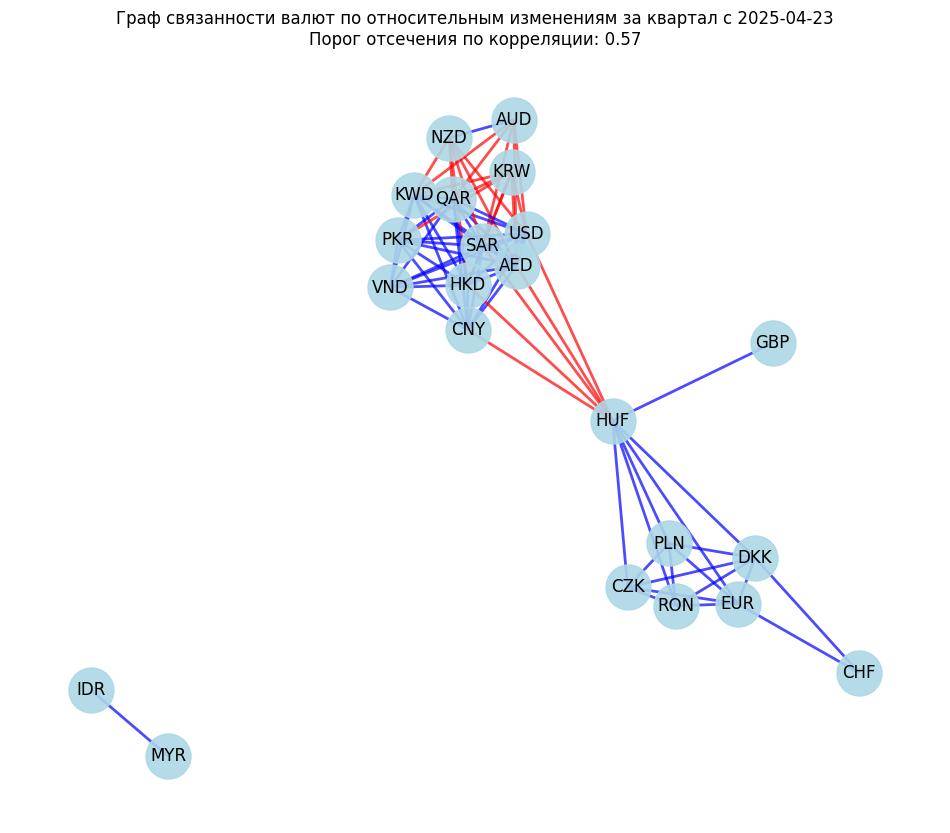 Граф связанности валют по относительным изменениям за квартал с 2025-04-23
Порог отсечения по корреляции: 0.57
AUD
NZD
KRW
KWD
QAR
USD
PKR
SAR
AED
HKD
VND
CNY
GBP
HUF
PLN
DKK
CZK
EUR
RON
CHF
IDR
MYR